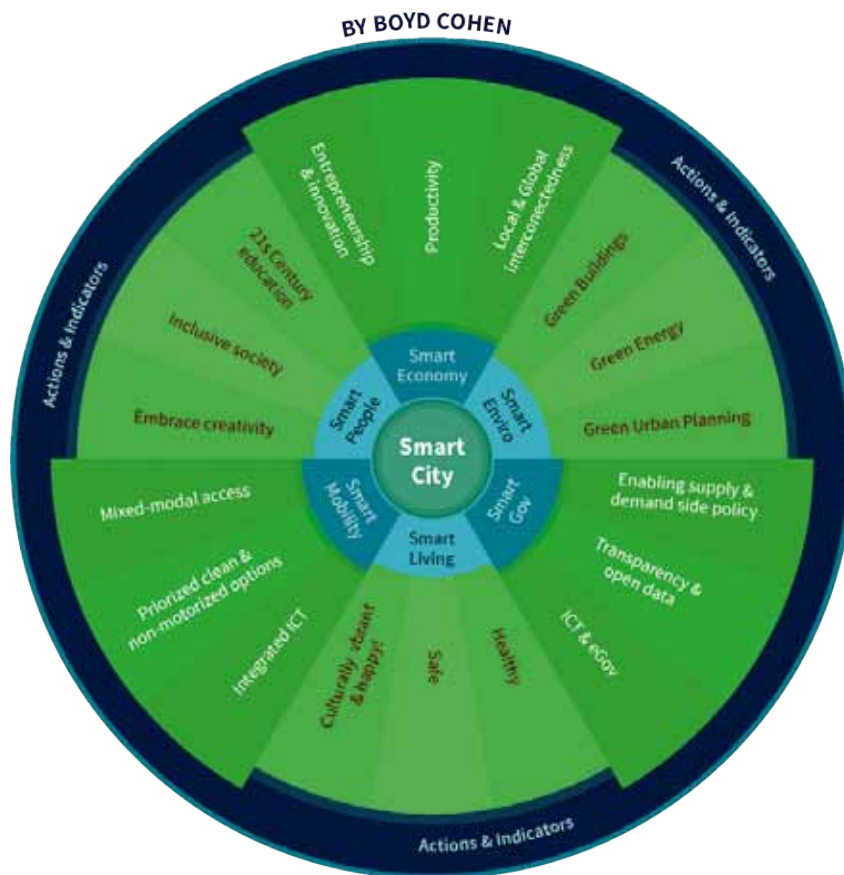 BY BOYD COHEN
Actions & Indicators
Entrepreneurship
& innovation
Productivity
Local & Global
Interconectedness
Actions & Indicators
21s Century
education
Inclusive society
Embrace creativity
Green Buildings
Green Energy
Green Urban Planning
Smart
Economy
Smart
People
Smart
Enviro
Smart
City
Smart
Mobility
Smart
Living
Smart
Gov
Mixed-modal access
Priorized clean &
non-motorized options
Integrated ICT
Culturally vibrant
& happy!
Safe
Healthy
Enabling supply &
demand side policy
Transparency &
open data
ICT & eGov
Actions & Indicators